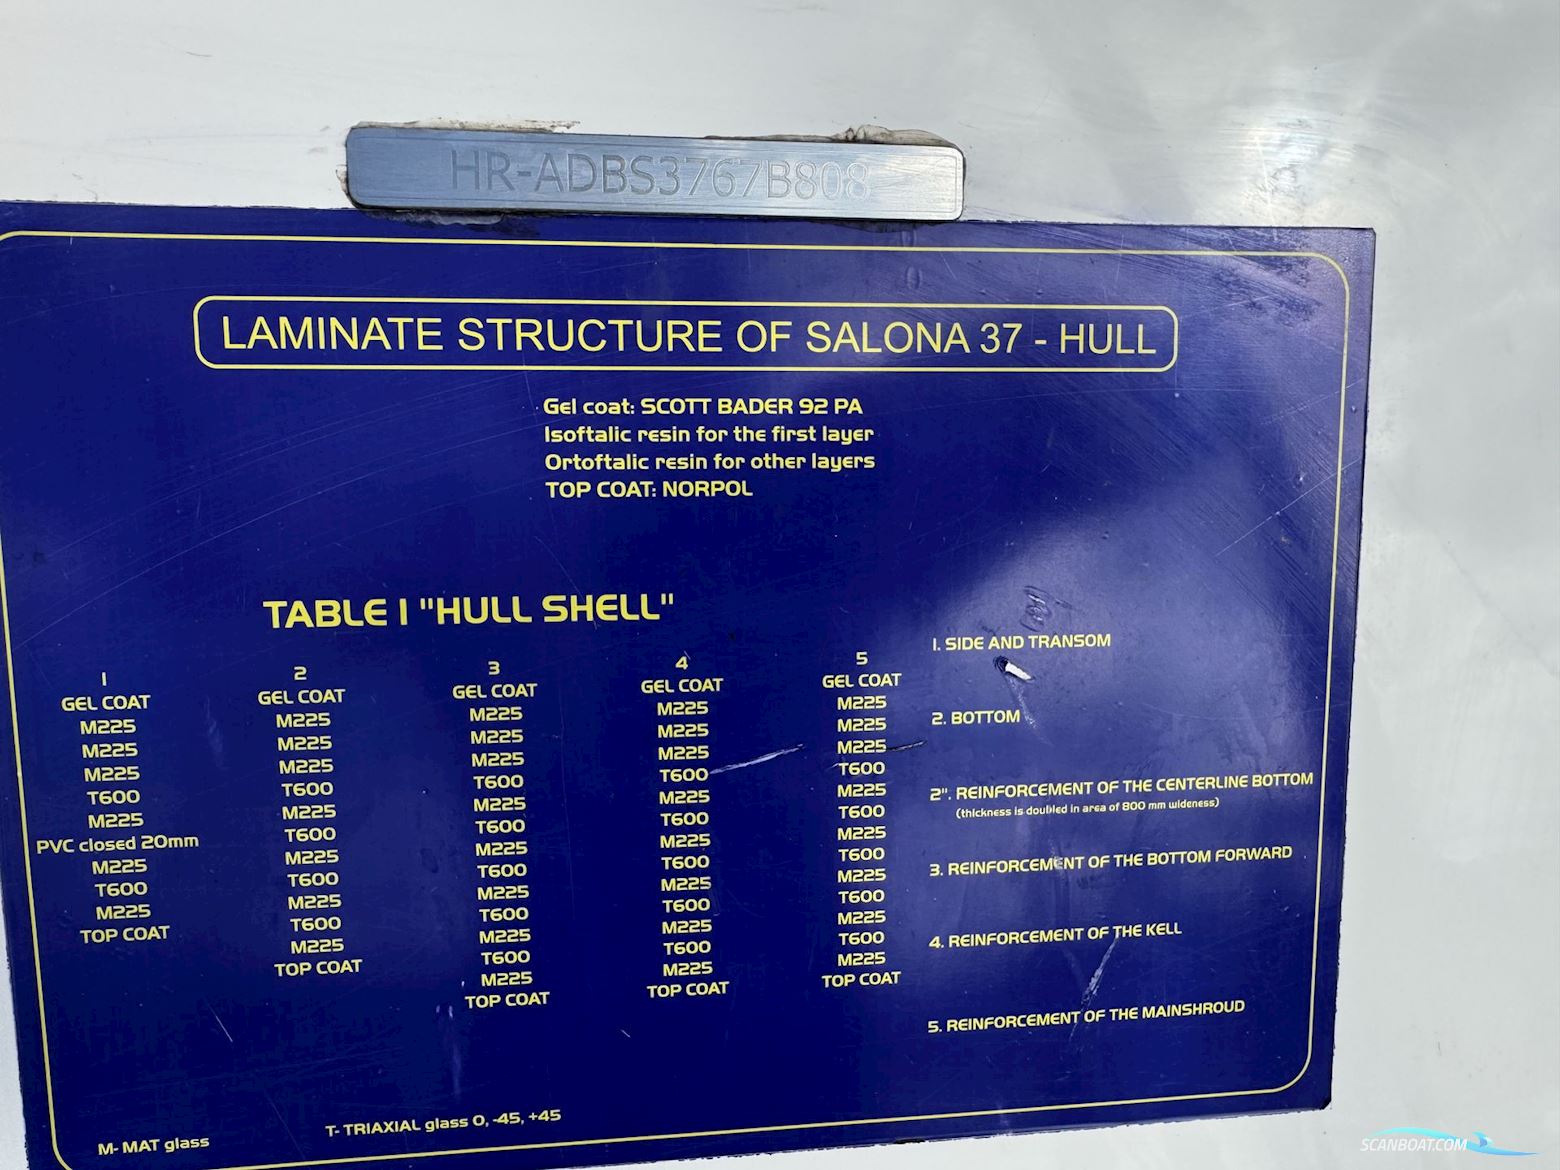 HR-ADBS3767B808
LAMINATE STRUCTURE OF SALONA 37 - HULL
Gel coat: SCOTT BADER 92 PA
Isoftalic resin for the first layer
Ortoftalic resin for other layers
TOP COAT: NORPOL
TABLE I "HULL SHELL"
1
GEL COAT
M225
M225
M225
T600
M225
PVC closed 20mm
M225
T600
M225
TOP COAT
2
GEL COAT
M225
M225
M225
T600
M225
T600
M225
T600
M225
T600
M225
TOP COAT
3
GEL COAT
M225
M225
M225
T600
M225
T600
M225
T600
M225
T600
M225
T600
M225
TOP COAT
4
GEL COAT
M225
M225
M225
T600
M225
T600
M225
T600
M225
T600
M225
T600
M225
TOP COAT
5
GEL COAT
M225
M225
M225
T600
M225
T600
M225
T600
M225
T600
M225
T600
M225
TOP COAT
1. SIDE AND TRANSOM
2. BOTTOM
2". REINFORCEMENT OF THE CENTERLINE BOTTOM
(thickness is doubled in area of 800 mm wideness)
3. REINFORCEMENT OF THE BOTTOM FORWARD
4. REINFORCEMENT OF THE KELL
5. REINFORCEMENT OF THE MAINSHROUD
M- MAT glass
T- TRIAXIAL glass 0, -45, +45
SCANBOAT.COM